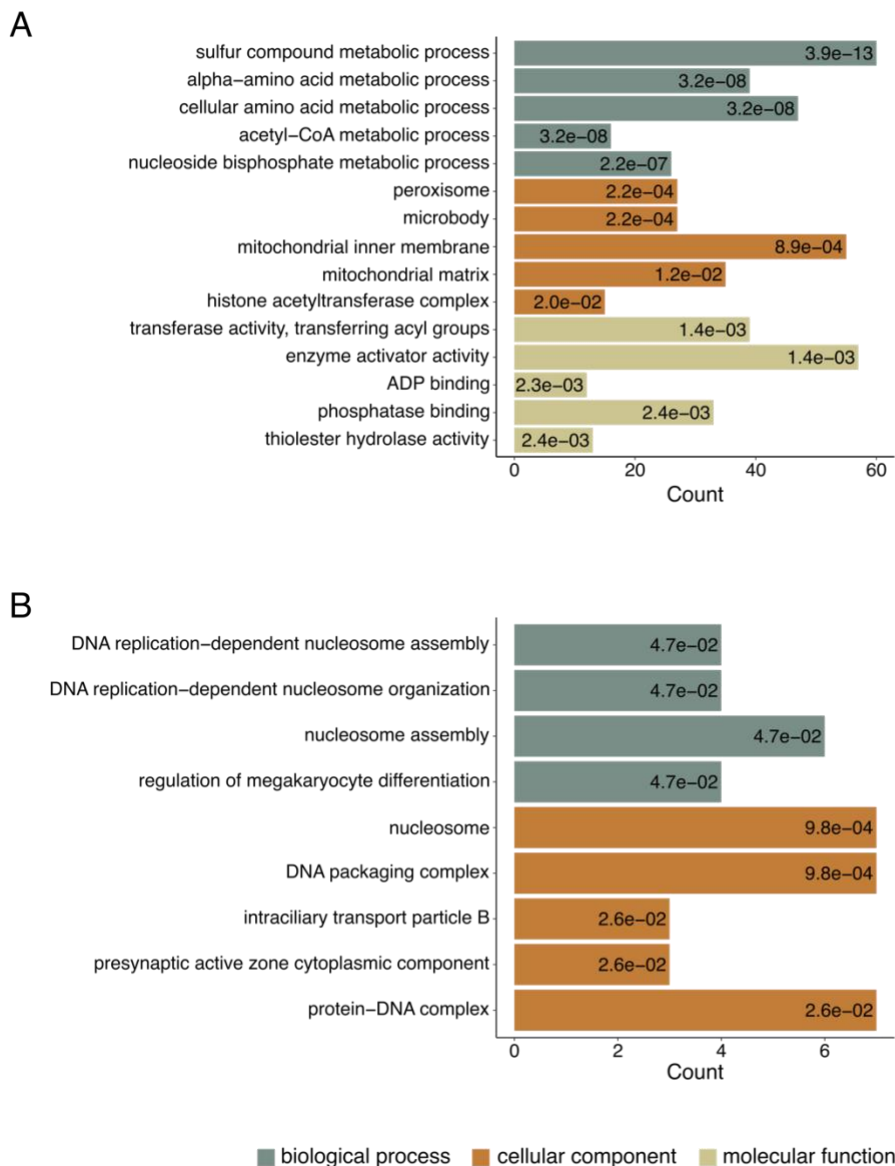 A
sulfur compound metabolic process 3.9e−13
alpha−amino acid metabolic process 3.2e−08
cellular amino acid metabolic process 3.2e−08
acetyl−CoA metabolic process 3.2e−08
nucleoside bisphosphate metabolic process 2.2e−07
peroxisome 2.2e−04
microbody 2.2e−04
mitochondrial inner membrane 8.9e−04
mitochondrial matrix 1.2e−02
histone acetyltransferase complex 2.0e−02
transferase activity, transferring acyl groups 1.4e−03
enzyme activator activity 1.4e−03
ADP binding 2.3e−03
phosphatase binding 2.4e−03
thiolester hydrolase activity 2.4e−03
0 20 40 60
Count
B
DNA replication−dependent nucleosome assembly 4.7e−02
DNA replication−dependent nucleosome organization 4.7e−02
nucleosome assembly 4.7e−02
regulation of megakaryocyte differentiation 4.7e−02
nucleosome 9.8e−04
DNA packaging complex 9.8e−04
intraciliary transport particle B 2.6e−02
presynaptic active zone cytoplasmic component 2.6e−02
protein−DNA complex 2.6e−02
0 2 4 6
Count
biological process cellular component molecular function